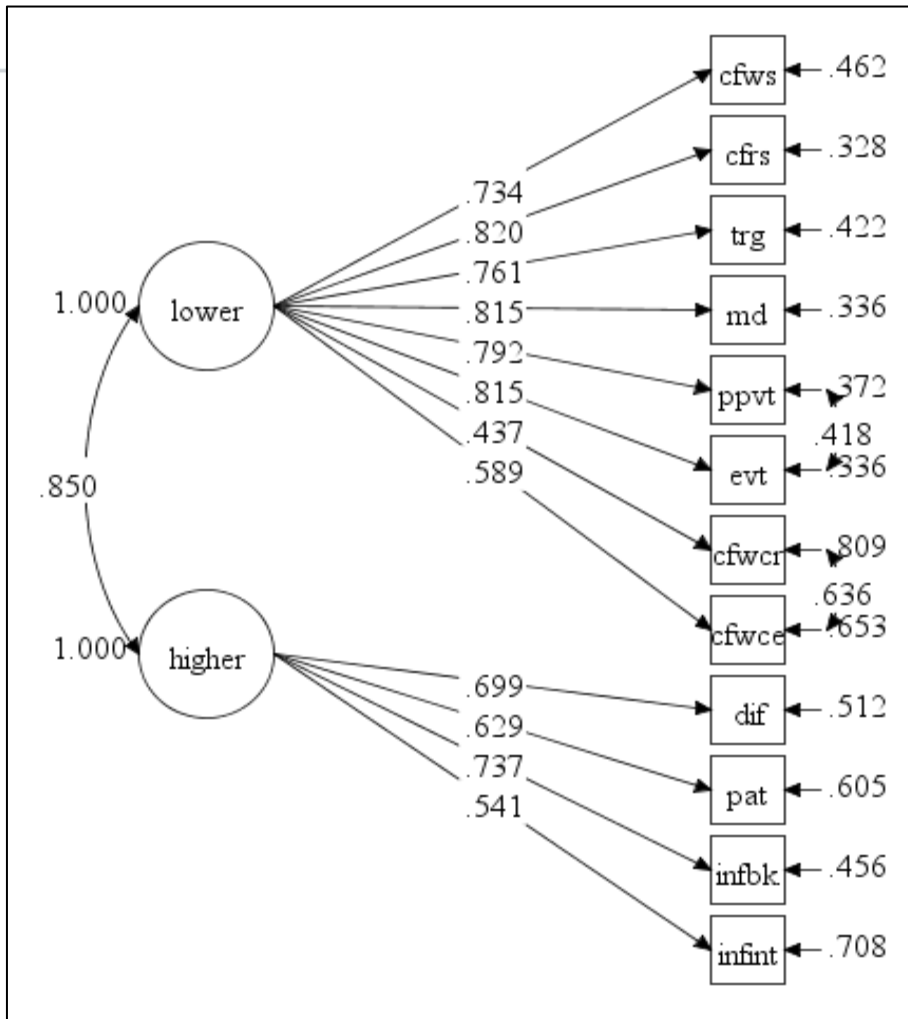 cfws .462
cfrs .328
.734
.820
trg .422
.761
1.000 lower
.815
md .336
.792
ppvt .372
.815
.418
.437
evt .336
.589
.850
cfwcr .809
.636
1.000 higher
cfwce .653
.699
dif .512
.629
.737
pat .605
.541
infbk .456
infint .708